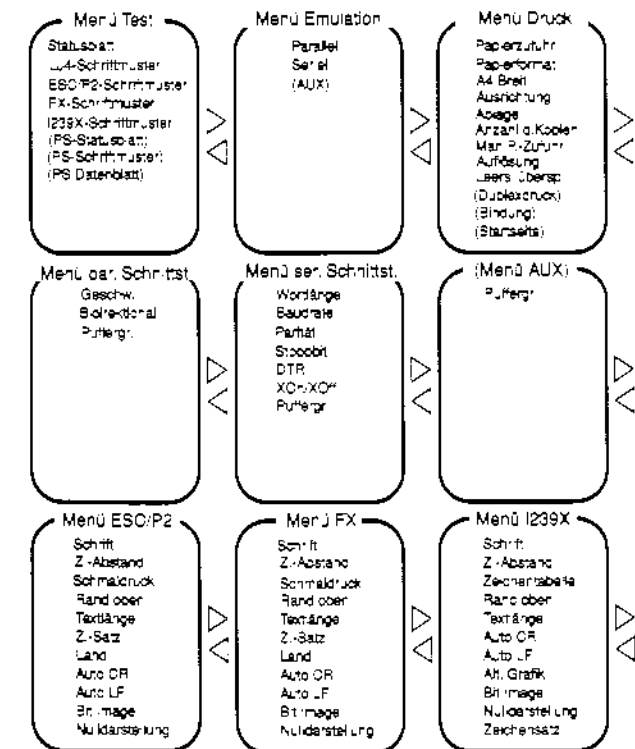 Menü Test
Statusblatt
LJ4-Schriftmuster
ESC/P2-Schriftmuster
FX-Schriftmuster
I239X-Schriftmuster
(PS-Statusblatt)
(PS-Schriftmuster)
(PS Datenblatt)
Menü Emulation
Parallel
Seriell
(AUX)
Menü Druck
Papierzufuhr
Papierformat
A4 Breit
Ausrichtung
Ablage
Anzahl d.Kopien
Man.P.-Zufuhr
Auflösung
Leers. übersp.
(Duplexdruck)
(Bindung)
(Startseite)
Menü par. Schnittst.
Geschw.
Bidirektional
Puffergr.
Menü ser. Schnittst.
Wortlänge
Baudrate
Parität
Stoppbit
DTR
XOn/XOff
Puffergr.
(Menü AUX)
Puffergr.
Menü ESC/P2
Schrift
Z.-Abstand
Schmaldruck
Rand oben
Textlänge
Z.-Satz
Land
Auto CR
Auto LF
Bit Image
Nulldarstellung
Menü FX
Schrift
Z.-Abstand
Schmaldruck
Rand oben
Textlänge
Z.-Satz
Land
Auto CR
Auto LF
Bit Image
Nulldarstellung
Menü I239X
Schrift
Z.-Abstand
Zeichentabelle
Rand oben
Textlänge
Auto CR
Auto LF
Alt. Grafik
Bit Image
Nulldarstellung
Zeichensatz